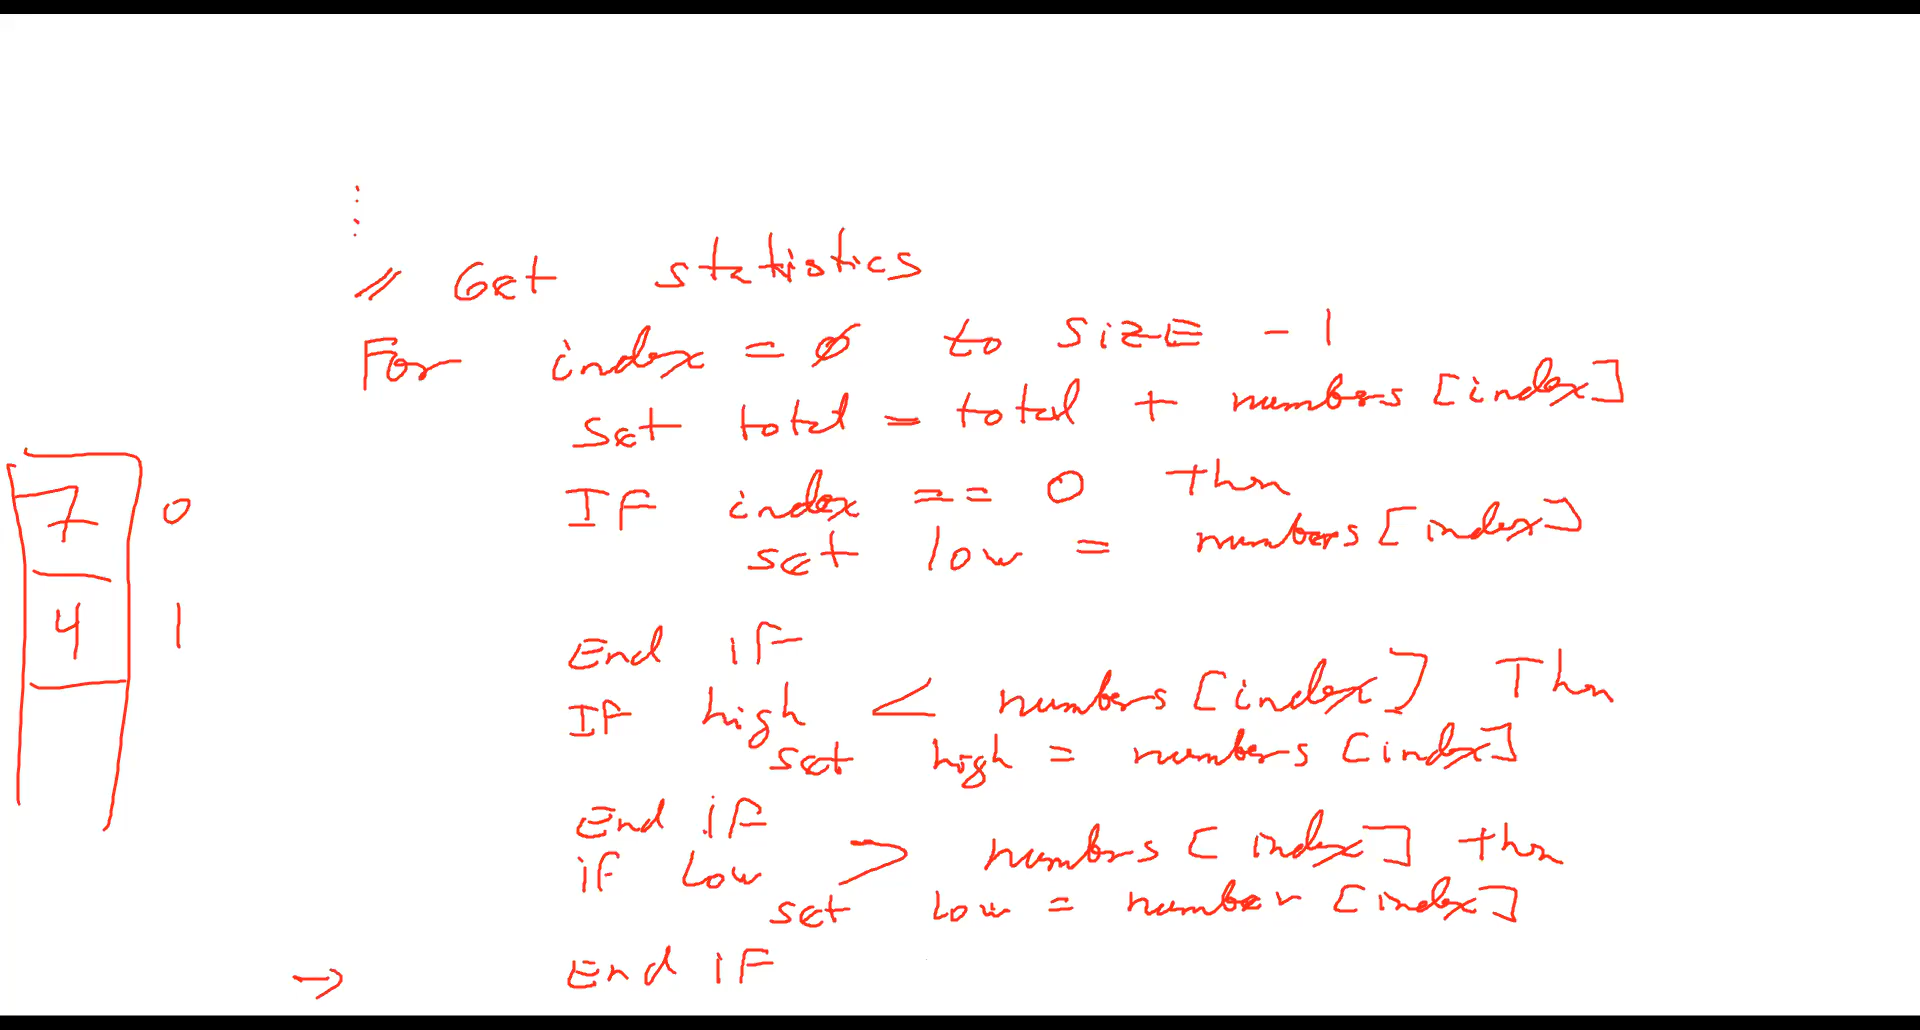 // Get statistics
For index = 0 to SIZE - 1
set total = total + numbers [index]
IF index == 0 Then
set low = numbers [index]
End IF
IF high < numbers [index] Then
set high = numbers [index]
End IF
if Low > numbers [index] then
set low = number [index]
→ End IF
7 0
4 1